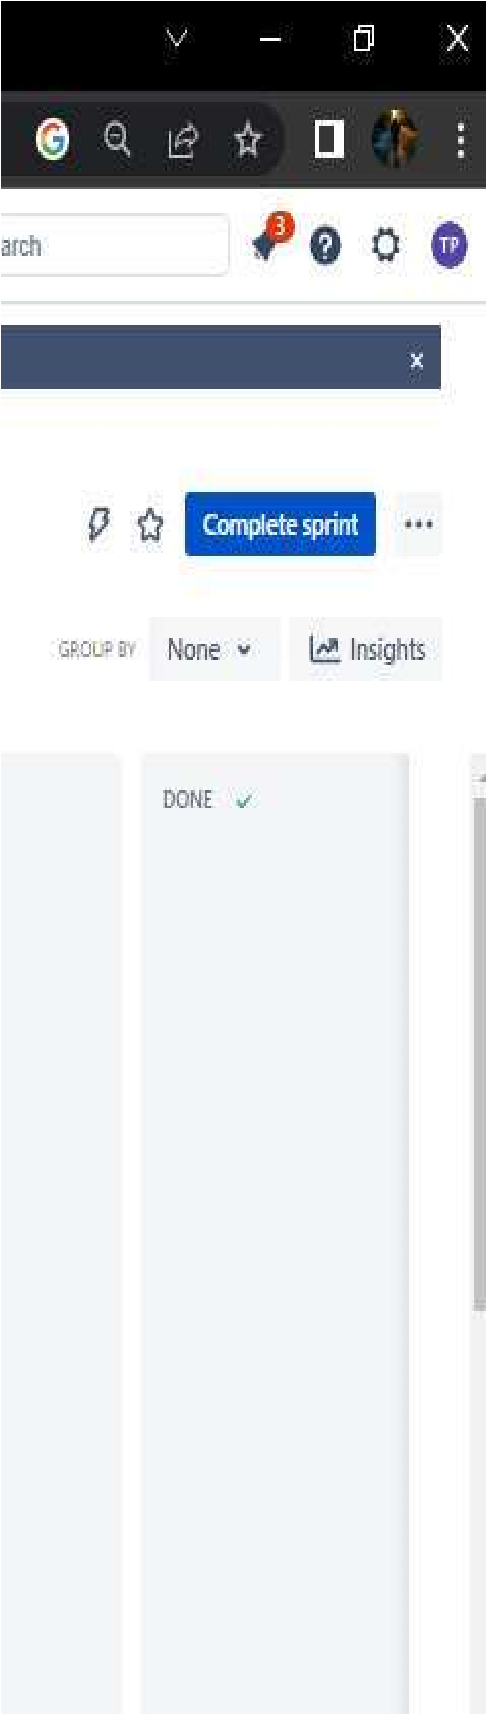 arch
3
?
TP
x
Complete sprint
GROUP BY None
Insights
DONE